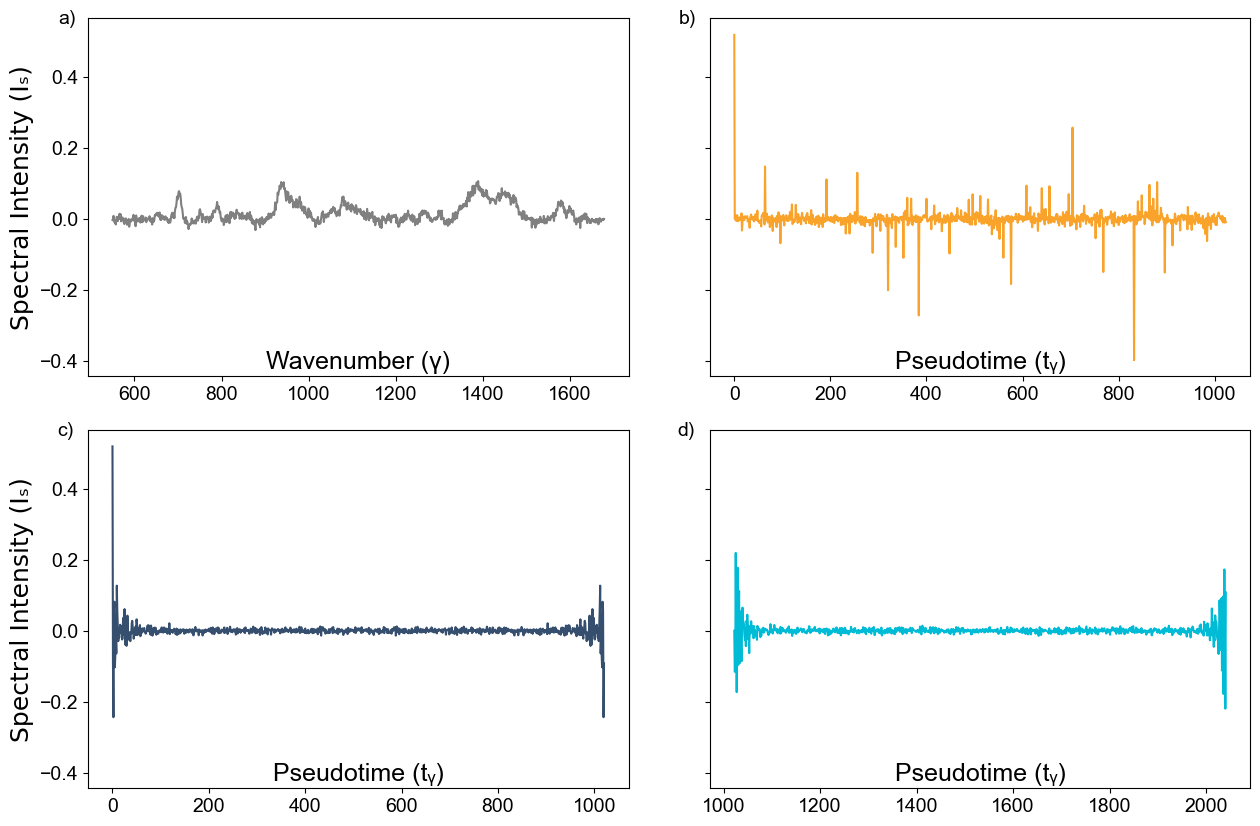 a)
Spectral Intensity (Iₛ)
0.4
0.2
0.0
−0.2
−0.4
Wavenumber (γ)
600 800 1000 1200 1400 1600
b)
Pseudotime (tᵧ)
0 200 400 600 800 1000
c)
Spectral Intensity (Iₛ)
0.4
0.2
0.0
−0.2
−0.4
Pseudotime (tᵧ)
0 200 400 600 800 1000
d)
Pseudotime (tᵧ)
1000 1200 1400 1600 1800 2000